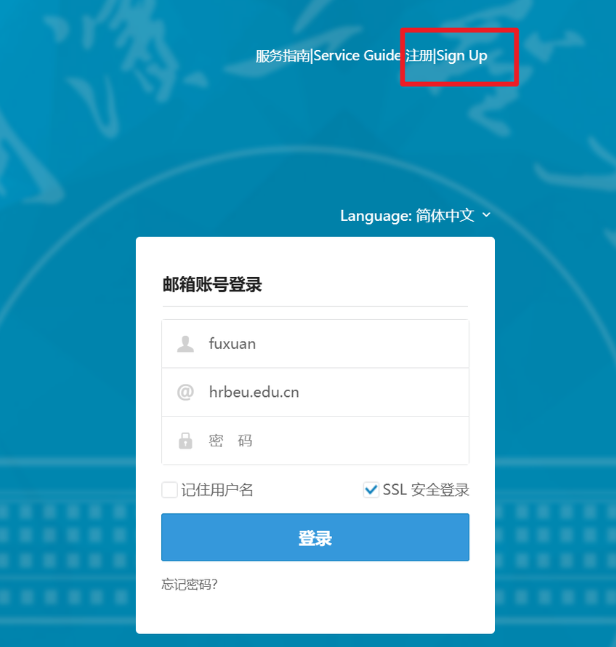 服务指南|Service Guide 注册|Sign Up
Language: 简体中文
邮箱账号登录
fuxuan
@ hrbeu.edu.cn
密 码
记住用户名 SSL 安全登录
登录
忘记密码?